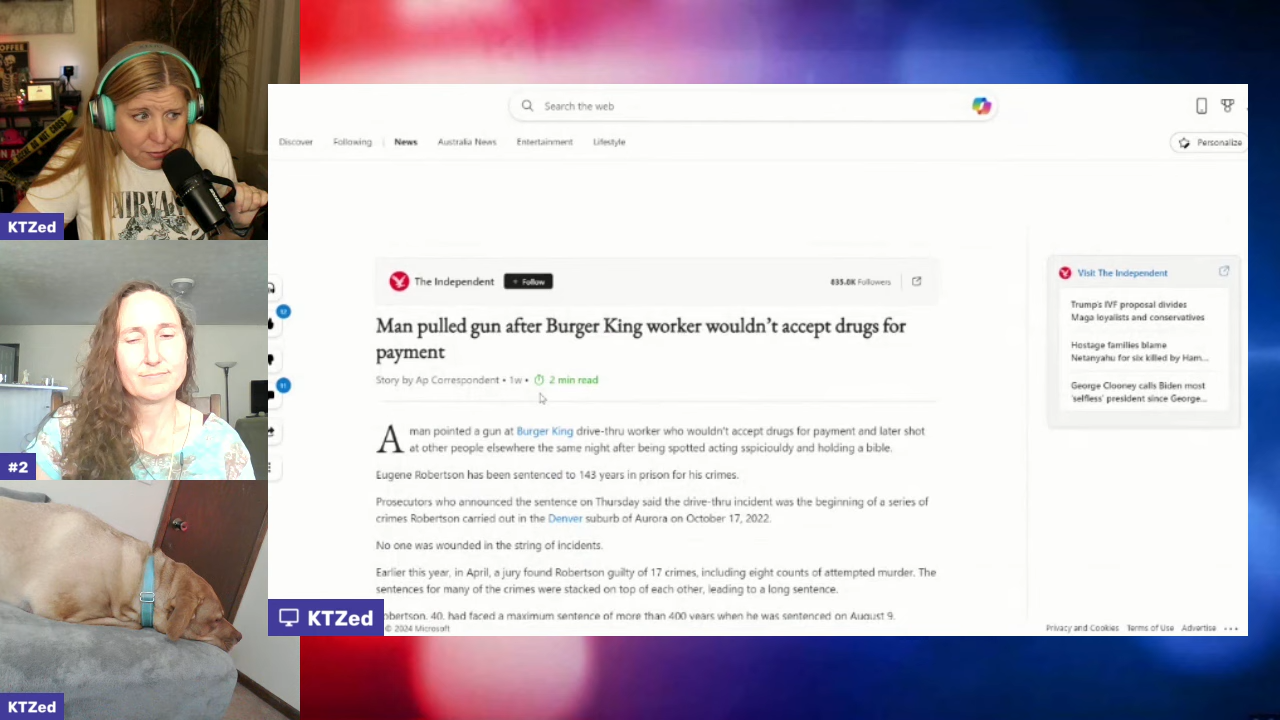 COFFEE
NIRVANA
KTZed
#2
KTZed
Search the web
Discover
Following
News
Australia News
Entertainment
Lifestyle
Personalize
The Independent
+ Follow
835.8K Followers
Man pulled gun after Burger King worker wouldn't accept drugs for
payment
Story by Ap Correspondent • 1w •
2 min read
A man pointed a gun at Burger King drive-thru worker who wouldn't accept drugs for payment and later shot
at other people elsewhere the same night after being spotted acting sspiciouldy and holding a bible.
Eugene Robertson has been sentenced to 143 years in prison for his crimes.
Prosecutors who announced the sentence on Thursday said the drive-thru incident was the beginning of a series of
crimes Robertson carried out in the Denver suburb of Aurora on October 17, 2022.
No one was wounded in the string of incidents.
Earlier this year, in April, a jury found Robertson guilty of 17 crimes, including eight counts of attempted murder. The
sentences for many of the crimes were stacked on top of each other, leading to a long sentence.
obertson, 40, had faced a maximum sentence of more than 400 years when he was sentenced on August 9.
KTZed
© 2024 Microsoft
Privacy and Cookies
Terms of Use
Advertise
Visit The Independent
Trump's IVF proposal divides
Maga loyalists and conservatives
Hostage families blame
Netanyahu for six killed by Ham...
George Clooney calls Biden most
'selfless' president since George...